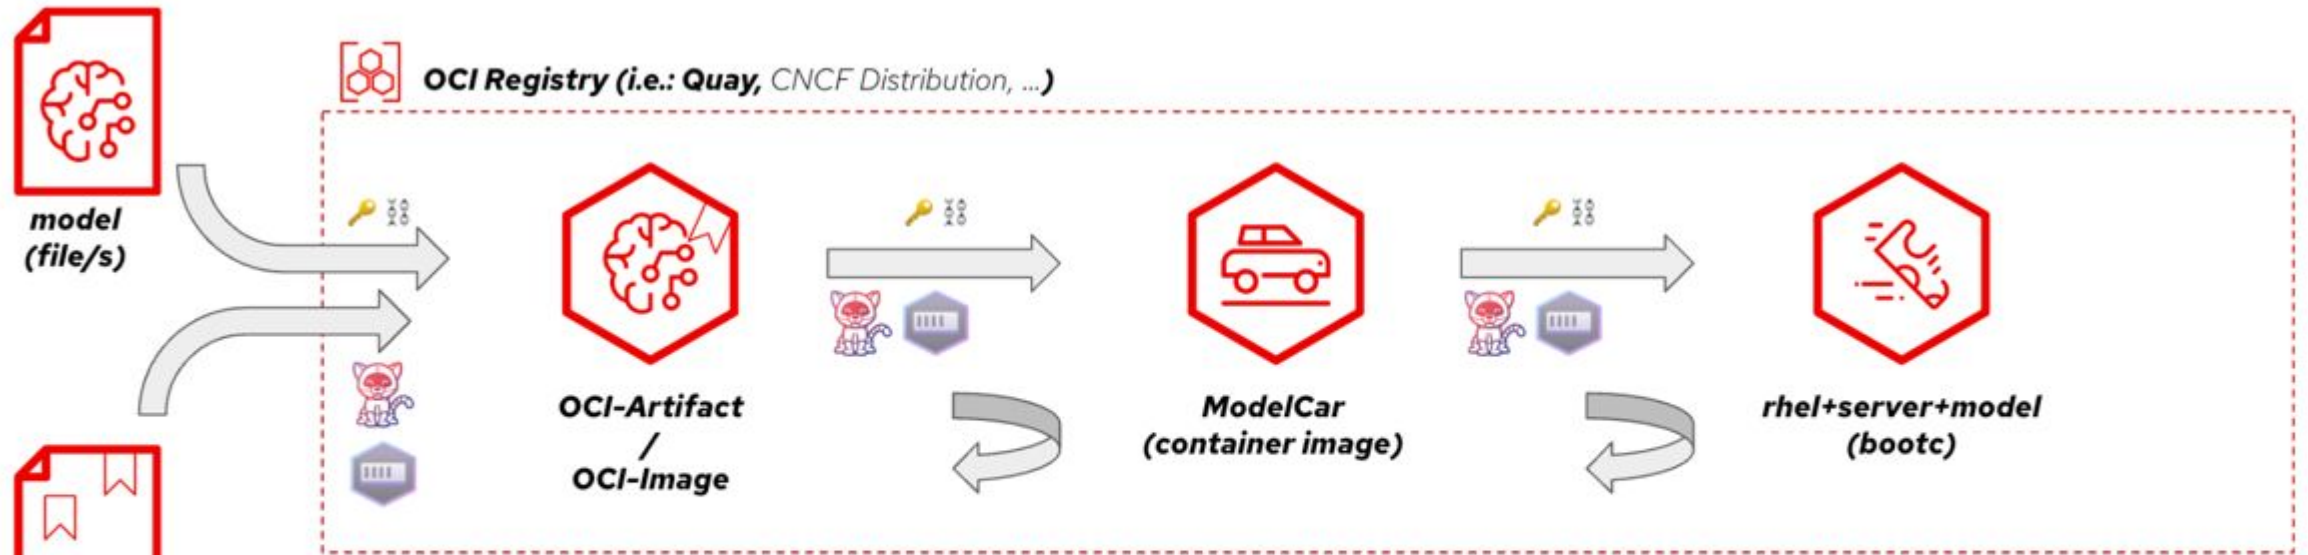 OCI Registry (i.e.: Quay, CNCF Distribution, ...)
model
(file/s)
OCI-Artifact
/
OCI-Image
ModelCar
(container image)
rhel+server+model
(bootc)